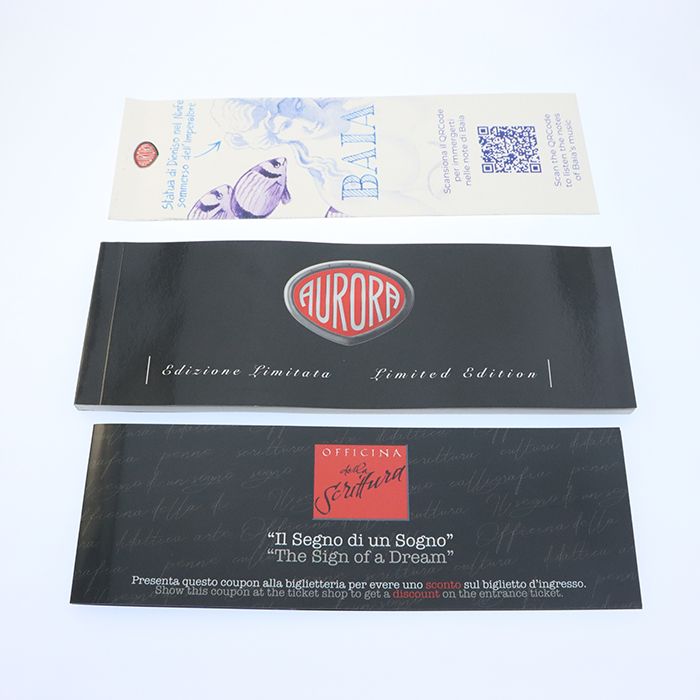 AURORA
Statua di Dioniso nel Ninfeo
sommerso dell'Imperatore
BAIA
Scansiona il QRCode
per immergerti
nelle note di Baia
Scan the QRCode
to listen the notes
of Baia's music
AURORA
Edizione Limitata Limited Edition
OFFICINA
della
Scrittura
“Il Segno di un Sogno”
“The Sign of a Dream”
Presenta questo coupon alla biglietteria per evere uno sconto sul biglietto d'ingresso.
Show this coupon at the ticket shop to get a discount on the entrance ticket.